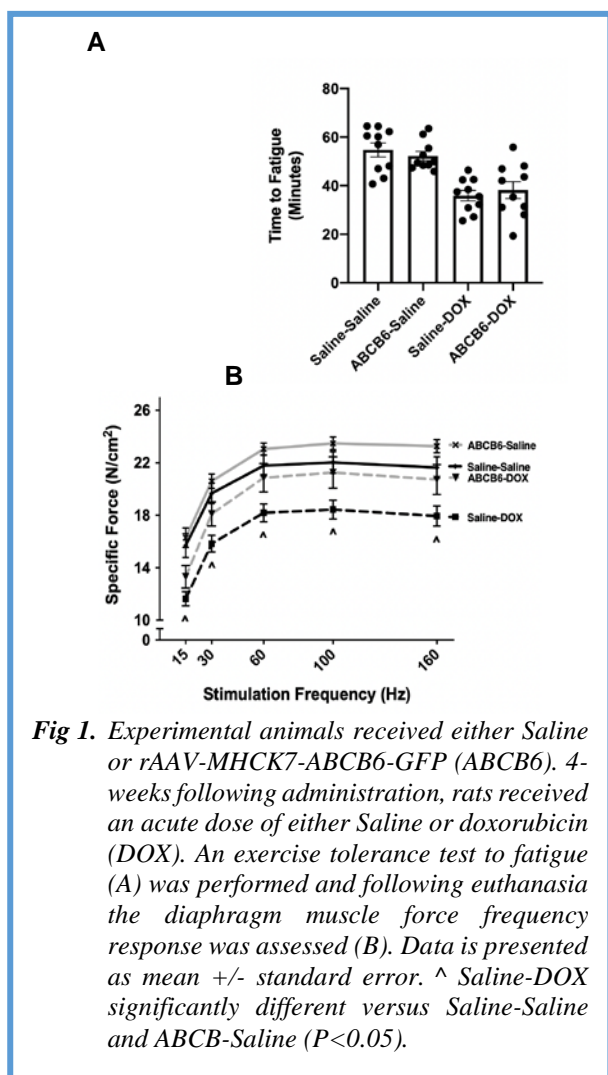 A
Time to Fatigue
(Minutes)
80
60
40
20
0
Saline-Saline
ABCB6-Saline
Saline-DOX
ABCB6-DOX
B
Specific Force (N/cm²)
26
22
18
14
10
0
ABCB6-Saline
Saline-Saline
ABCB6-DOX
Saline-DOX
^ ^ ^ ^ ^
15 30 60 100 160
Stimulation Frequency (Hz)
Fig 1. Experimental animals received either Saline
or rAAV-MHCK7-ABCB6-GFP (ABCB6). 4-
weeks following administration, rats received
an acute dose of either Saline or doxorubicin
(DOX). An exercise tolerance test to fatigue
(A) was performed and following euthanasia
the diaphragm muscle force frequency
response was assessed (B). Data is presented
as mean +/- standard error. ^ Saline-DOX
significantly different versus Saline-Saline
and ABCB-Saline (P<0.05).